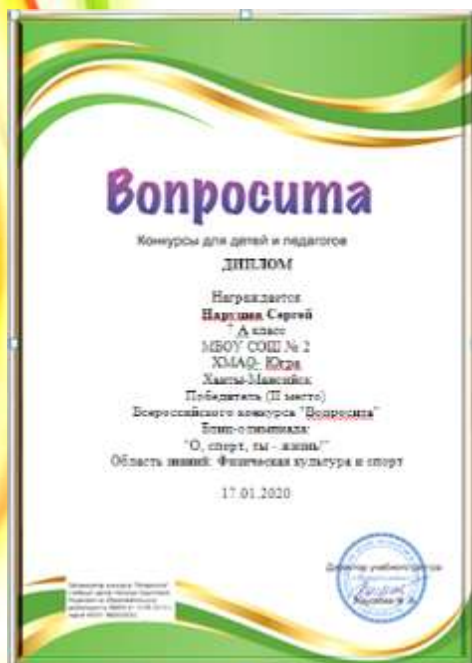 Вопросита
Конкурсы для детей и педагогов
ДИПЛОМ
Награждается
Сергей
7 А класс
МБОУ СОШ № 2
ХМАО- Югра
Ханты-Мансийск
Победитель (II место)
Всероссийского конкурса "Вопросита"
Блиц-олимпиада:
"О, спорт, ты - жизнь!"
Область знаний: Физическая культура и спорт
17.01.2020
Директор учебного центра